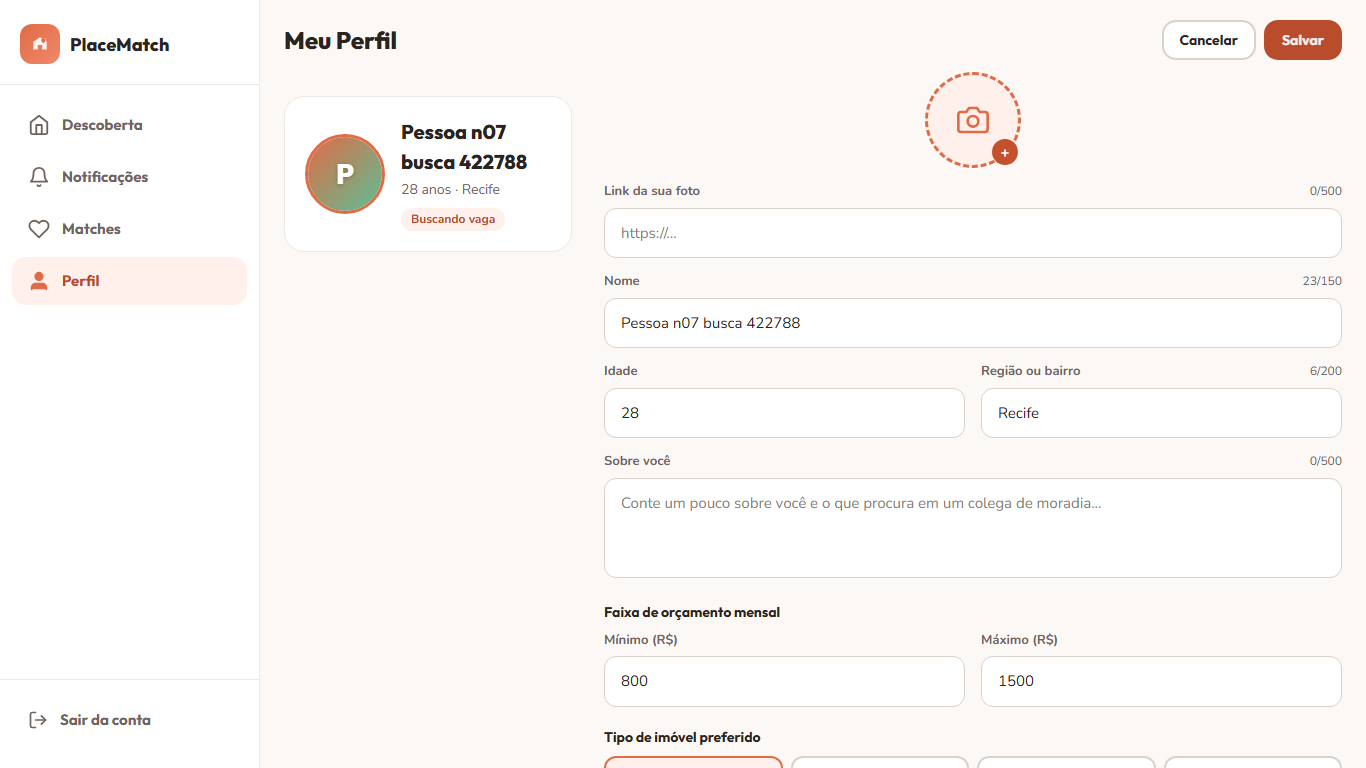 PlaceMatch
Descoberta
Notificações
Matches
Perfil
Sair da conta
Meu Perfil
Cancelar
Salvar
P
Pessoa n07
busca 422788
28 anos · Recife
Buscando vaga
+
Link da sua foto 0/500
https://...
Nome 23/150
Pessoa n07 busca 422788
Idade
28
Região ou bairro 6/200
Recife
Sobre você 0/500
Conte um pouco sobre você e o que procura em um colega de moradia...
Faixa de orçamento mensal
Mínimo (R$)
800
Máximo (R$)
1500
Tipo de imóvel preferido